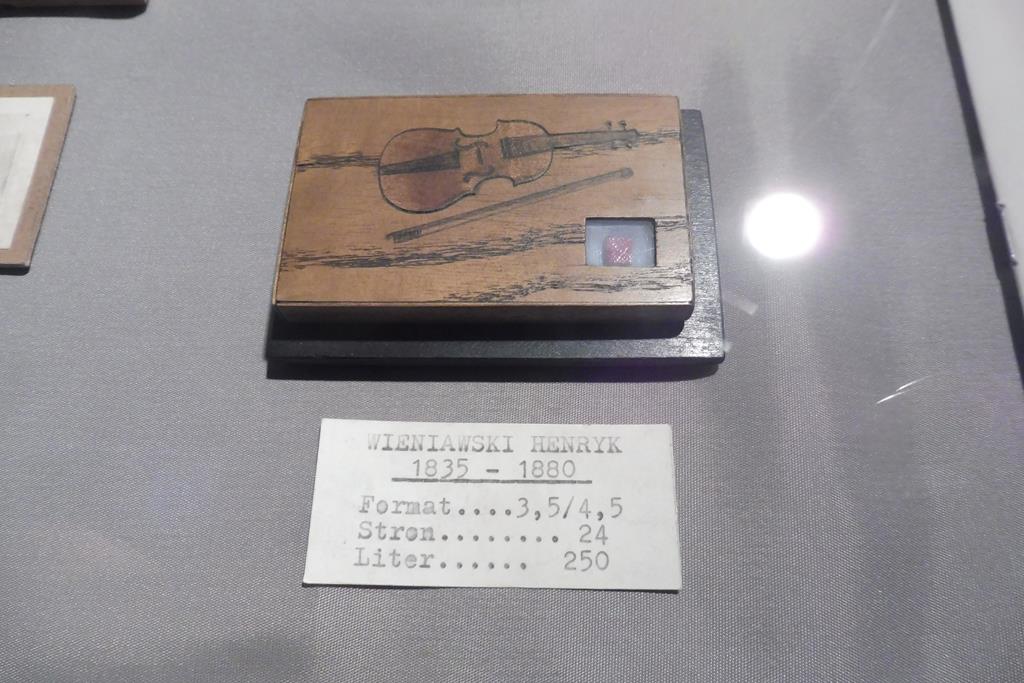 WIENIAWSKI HENRYK
1835 - 1880
Format....3,5/4,5
Stron........ 24
Liter...... 250